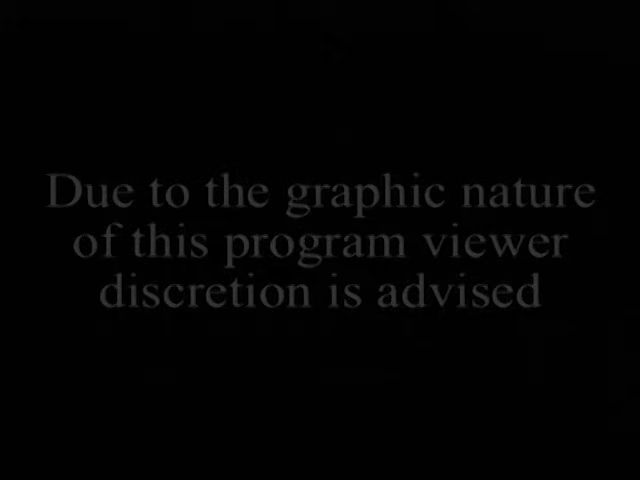 Due to the graphic nature
of this program viewer
discretion is advised